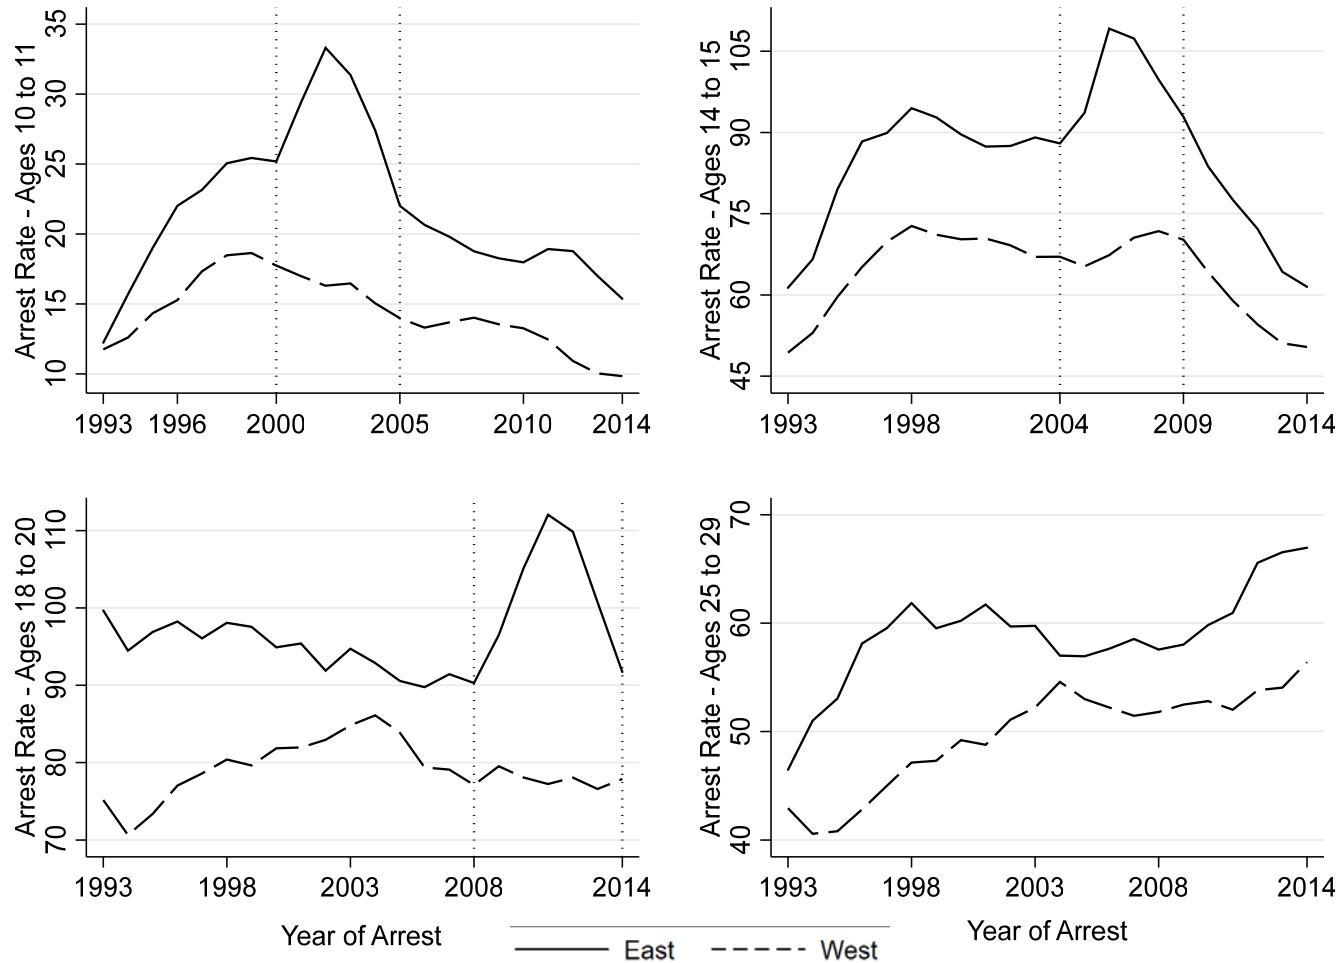 Arrest Rate - Ages 10 to 11
35
30
25
20
15
10
1993 1996 2000 2005 2010 2014
Arrest Rate - Ages 14 to 15
105
90
75
60
45
1993 1998 2004 2009 2014
Arrest Rate - Ages 18 to 20
110
100
90
80
70
1993 1998 2003 2008 2014
Year of Arrest
Arrest Rate - Ages 25 to 29
70
60
50
40
1993 1998 2003 2008 2014
Year of Arrest
East West